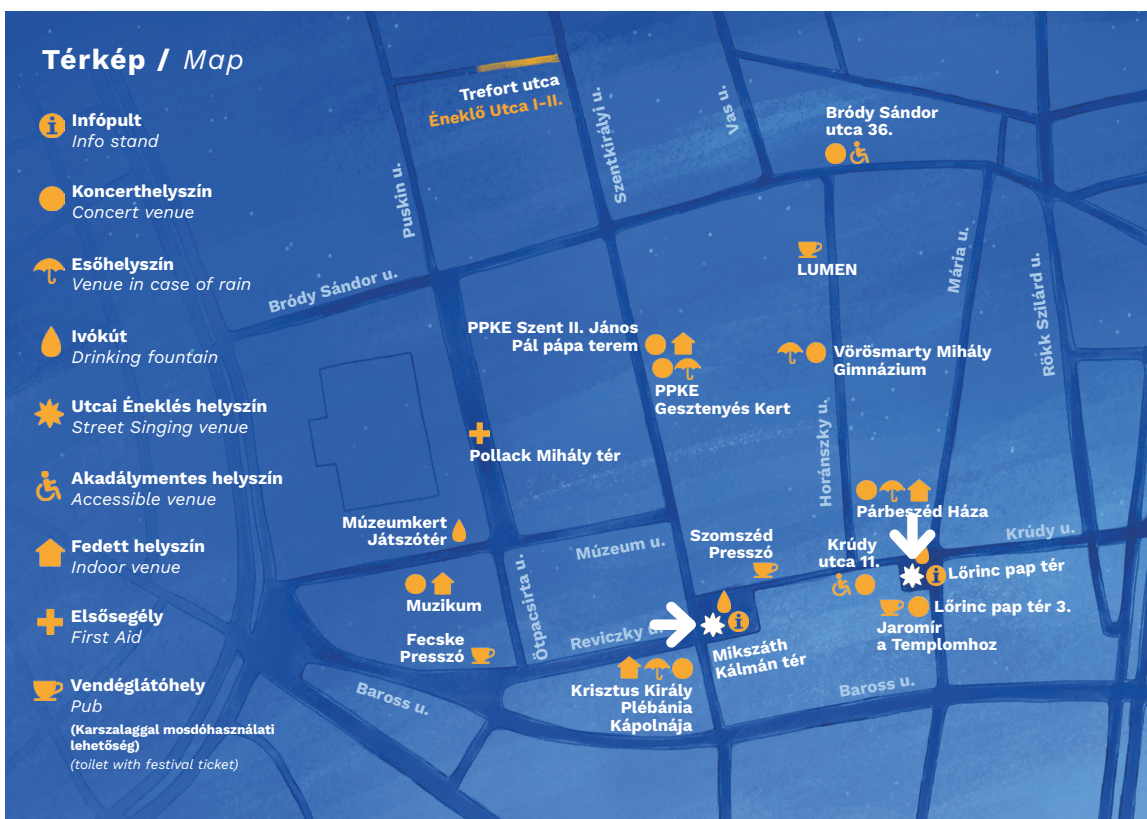 Térkép / Map
Infópult
Info stand
Koncerthelyszín
Concert venue
Esőhelyszín
Venue in case of rain
Ivókút
Drinking fountain
Utcai Éneklés helyszín
Street Singing venue
Akadálymentes helyszín
Accessible venue
Fedett helyszín
Indoor venue
Elsősegély
First Aid
Vendéglátóhely
Pub
(Karszalaggal mosdóhasználati
lehetőség)
(toilet with festival ticket)
Trefort utca
Éneklő Utca I-II.
Puskin u.
Szentkirályi u.
Vas u.
Bródy Sándor
utca 36.
Bródy Sándor u.
LUMEN
Mária u.
Rökk Szilárd u.
PPKE Szent II. János
Pál pápa terem
PPKE
Gesztenyés Kert
Vörösmarty Mihály
Gimnázium
Horánszky u.
Pollack Mihály tér
Párbeszéd Háza
Múzeumkert
Játszótér
Múzeum u.
Szomszéd
Presszó
Krúdy
utca 11.
Krúdy u.
Lőrinc pap tér
Muzikum
Ötpacsirta u.
Lőrinc pap tér 3.
Jaromír
a Templomhoz
Fecske
Presszó
Reviczky u.
Mikszáth
Kálmán tér
Baross u.
Krisztus Király
Plébánia
Kápolnája
Baross u.